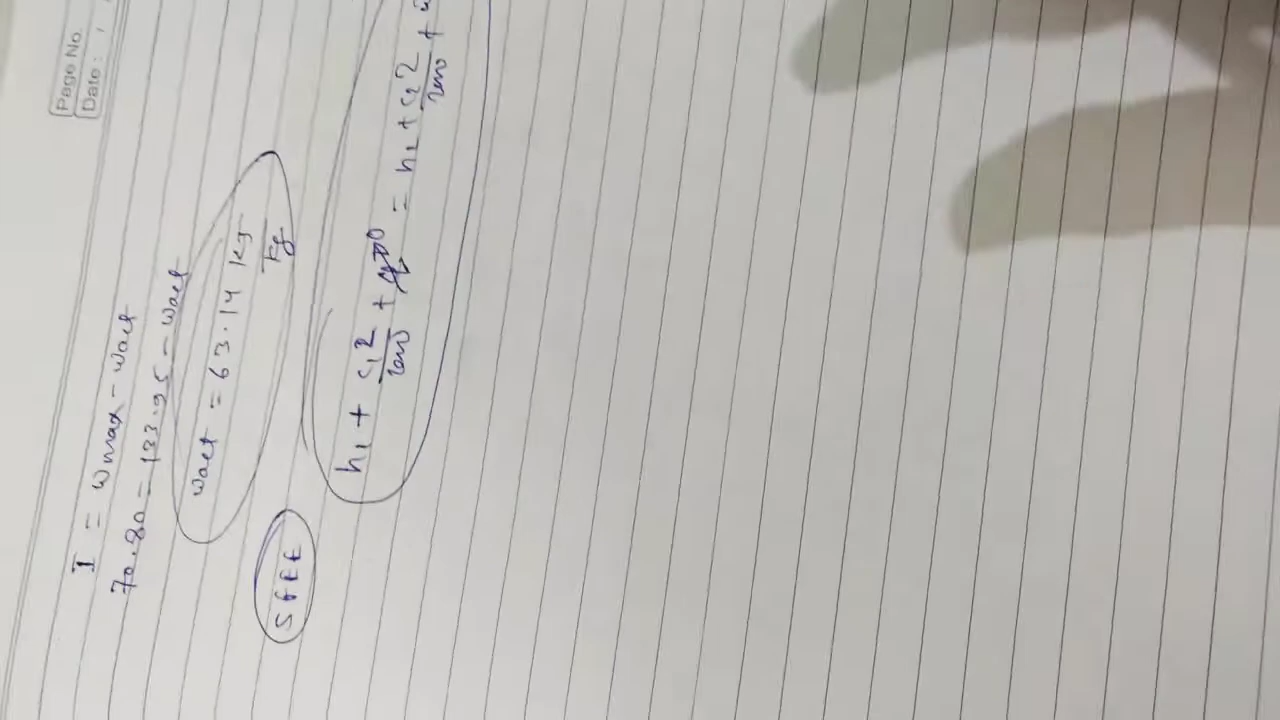 Page No.
Date :
I = Wmax - Wact
70.80 = 133.95 - Wact
Wact = 63.14 kJ/kg
SFEE
h₁ + c₁²/2000 + q = h₂ + c₂²/2000 +